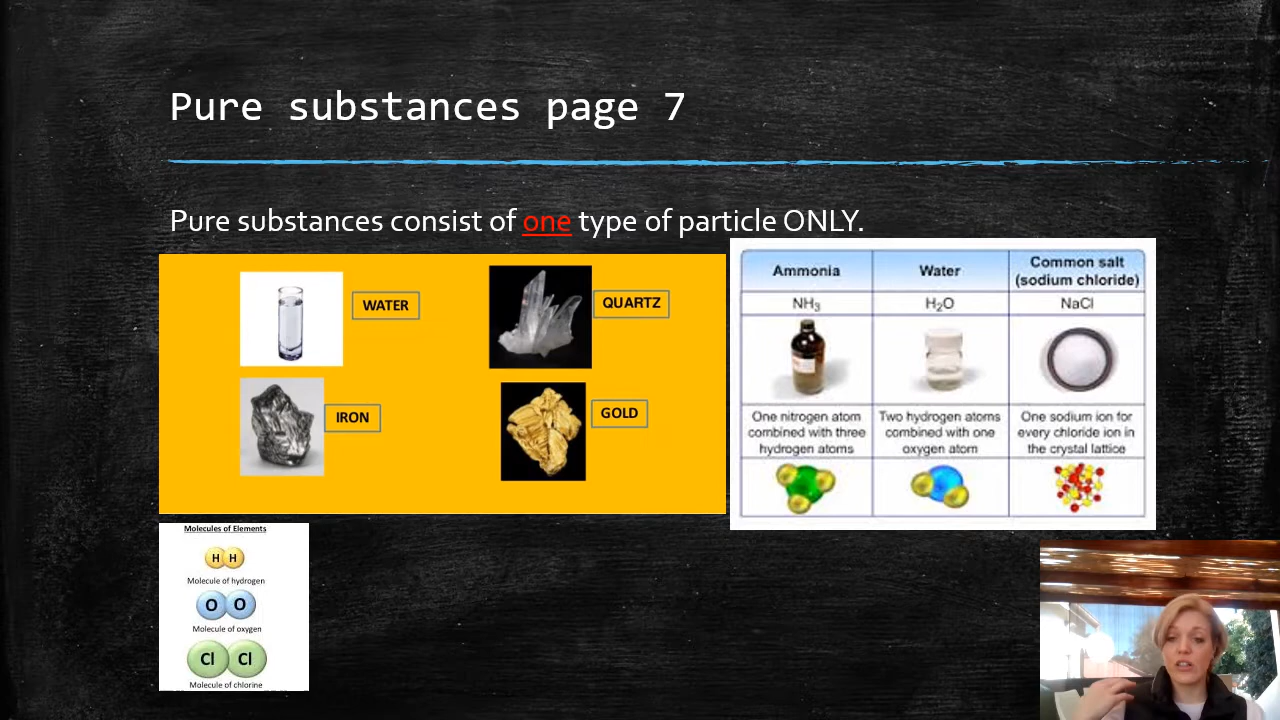 Pure substances page 7
Pure substances consist of one type of particle ONLY.
WATER
QUARTZ
IRON
GOLD
Ammonia
Water
Common salt
(sodium chloride)
NH₃
H₂O
NaCl
One nitrogen atom
combined with three
hydrogen atoms
Two hydrogen atoms
combined with one
oxygen atom
One sodium ion for
every chloride ion in
the crystal lattice
Molecules of Elements
H H
Molecule of hydrogen
O O
Molecule of oxygen
Cl Cl
Molecule of chlorine